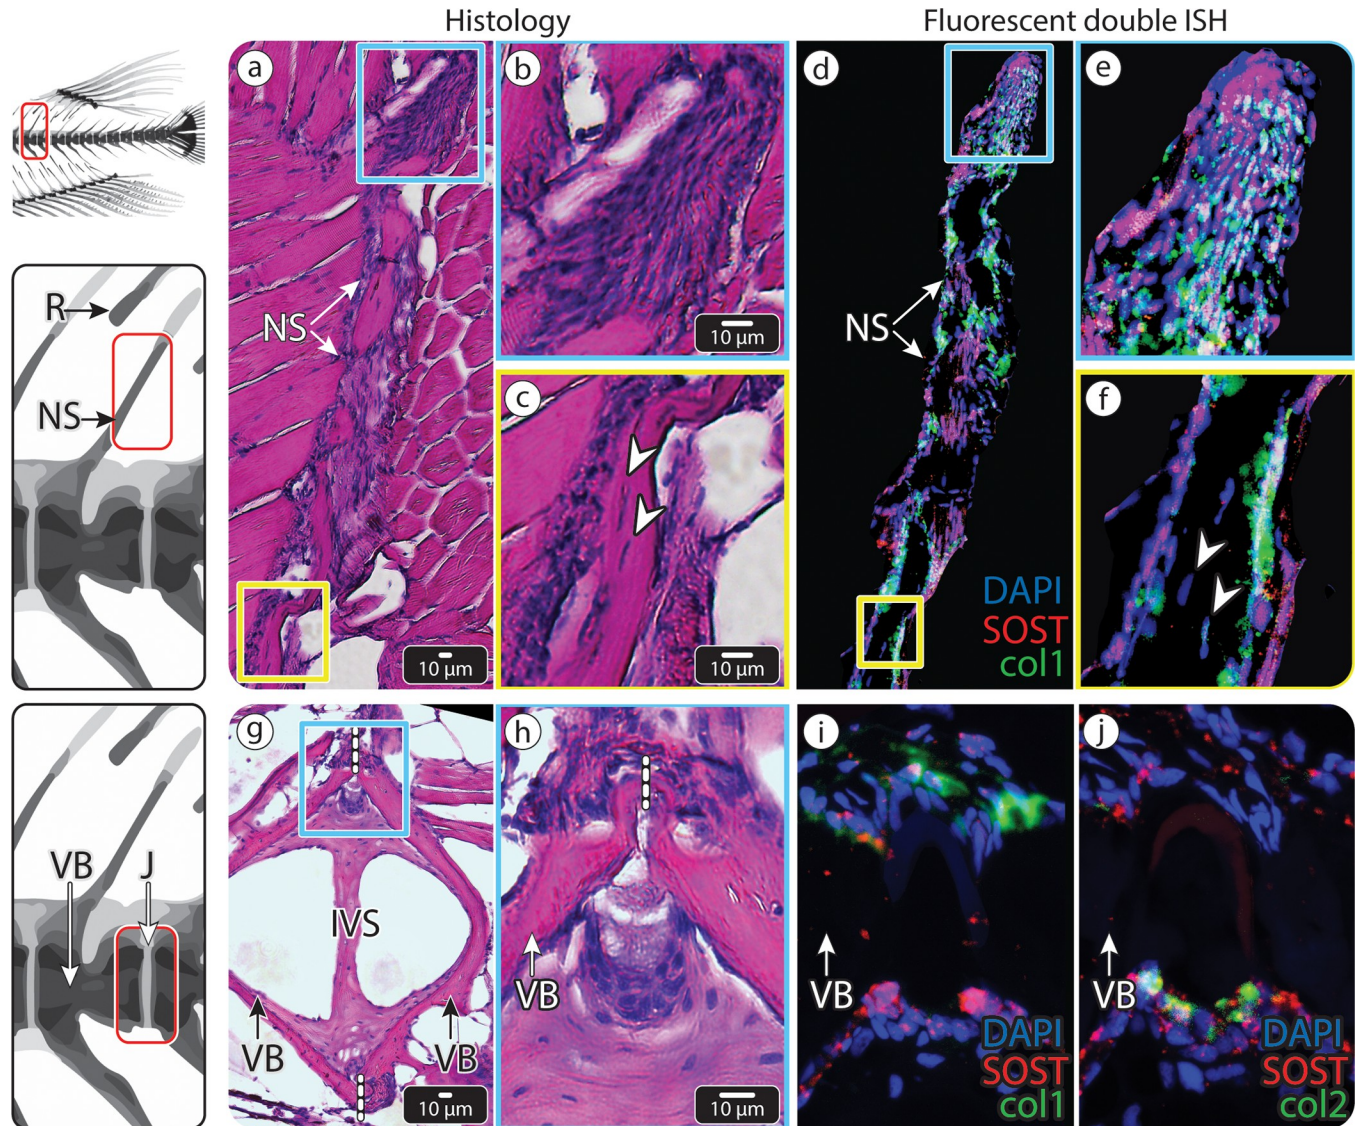 Histology
Fluorescent double ISH
a
b
d
e
NS
10 µm
NS
R
NS
c
f
10 µm
10 µm
DAPI
SOST
col1
g
h
i
j
VB
J
IVS
VB
VB
VB
10 µm
10 µm
VB
DAPI
SOST
col1
VB
DAPI
SOST
col2